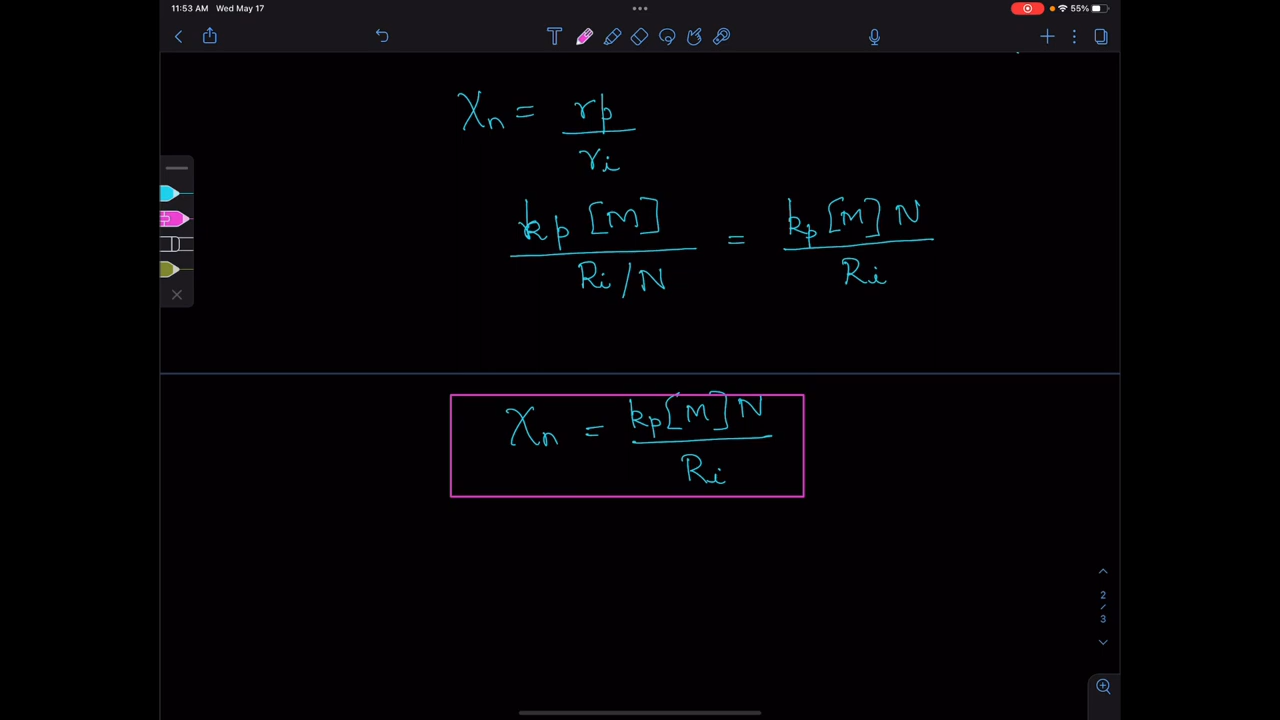 11:53 AM Wed May 17
55%
T
Xn = rp / ri
kp [M] / Ri/N = kp [M] N / Ri
Xn = kp [M] N / Ri
2
/
3